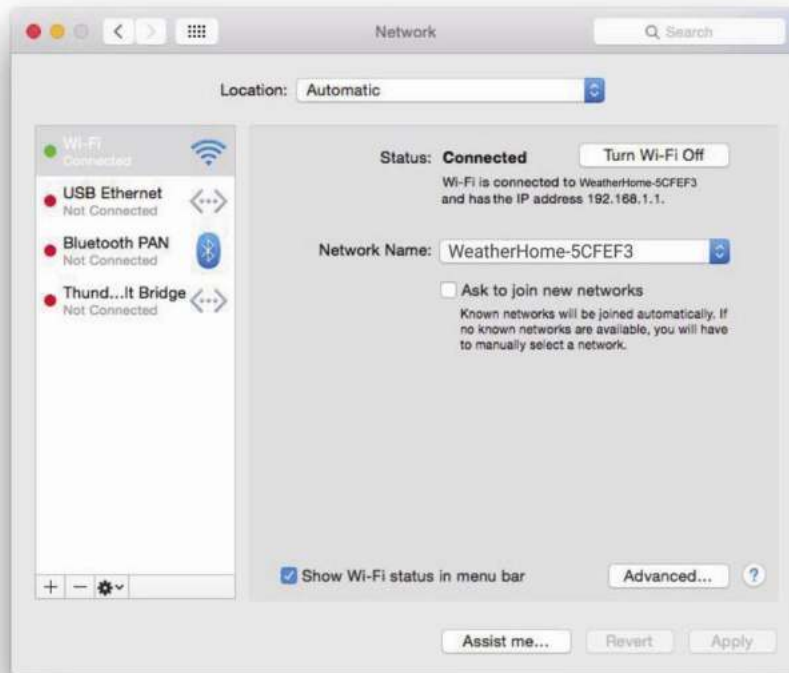 Network
Search
Location: Automatic
Wi-Fi
Connected
USB Ethernet
Not Connected
Bluetooth PAN
Not Connected
Thund...lt Bridge
Not Connected
Status: Connected
Turn Wi-Fi Off
Wi-Fi is connected to WeatherHome-5CFEF3
and has the IP address 192.168.1.1.
Network Name: WeatherHome-5CFEF3
Ask to join new networks
Known networks will be joined automatically. If
no known networks are available, you will have
to manually select a network.
+ −
Show Wi-Fi status in menu bar
Advanced...
?
Assist me...
Revert
Apply